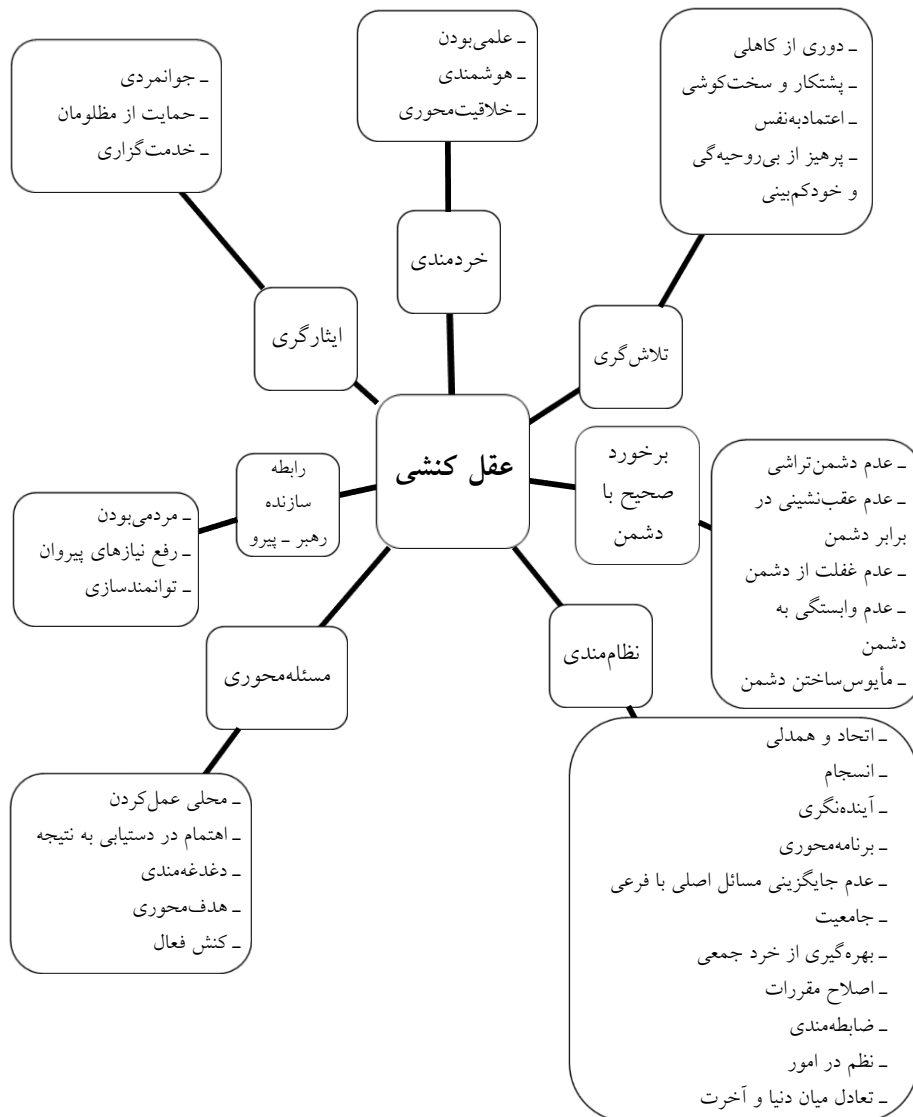 ـ علمی‌بودن
ـ هوشمندی
ـ خلاقیت‌محوری
ـ دوری از کاهلی
ـ پشتکار و سخت‌کوشی
ـ اعتمادبه‌نفس
ـ پرهیز از بی‌روحیه‌گی
و خودکم‌بینی
ـ جوانمردی
ـ حمایت از مظلومان
ـ خدمت‌گزاری
خردمندی
تلاش‌گری
ایثارگری
عقل کنشی
برخورد
صحیح با
دشمن
ـ عدم دشمن‌تراشی
ـ عدم عقب‌نشینی در
برابر دشمن
ـ عدم غفلت از دشمن
ـ عدم وابستگی به
دشمن
ـ مأیوس‌ساختن دشمن
رابطه
سازنده
رهبر ـ پیرو
ـ مردمی‌بودن
ـ رفع نیازهای پیروان
ـ توانمندسازی
نظام‌مندی
مسئله‌محوری
ـ اتحاد و همدلی
ـ انسجام
ـ آینده‌نگری
ـ برنامه‌محوری
ـ عدم جایگزینی مسائل اصلی با فرعی
ـ جامعیت
ـ بهره‌گیری از خرد جمعی
ـ اصلاح مقررات
ـ ضابطه‌مندی
ـ نظم در امور
ـ تعادل میان دنیا و آخرت
ـ محلی عمل‌کردن
ـ اهتمام در دستیابی به نتیجه
ـ دغدغه‌مندی
ـ هدف‌محوری
ـ کنش فعال